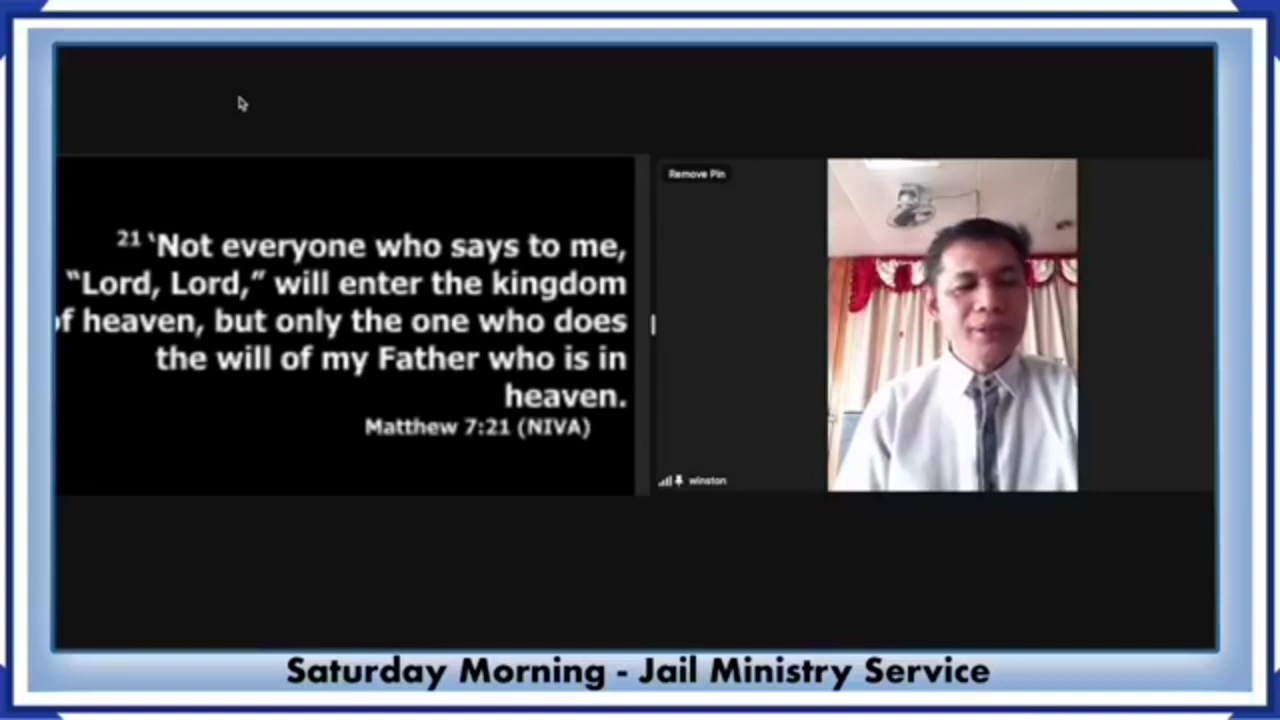 21 ‘Not everyone who says to me,
“Lord, Lord,” will enter the kingdom
of heaven, but only the one who does
the will of my Father who is in
heaven.
Matthew 7:21 (NIVA)
Remove Pin
winston
Saturday Morning - Jail Ministry Service